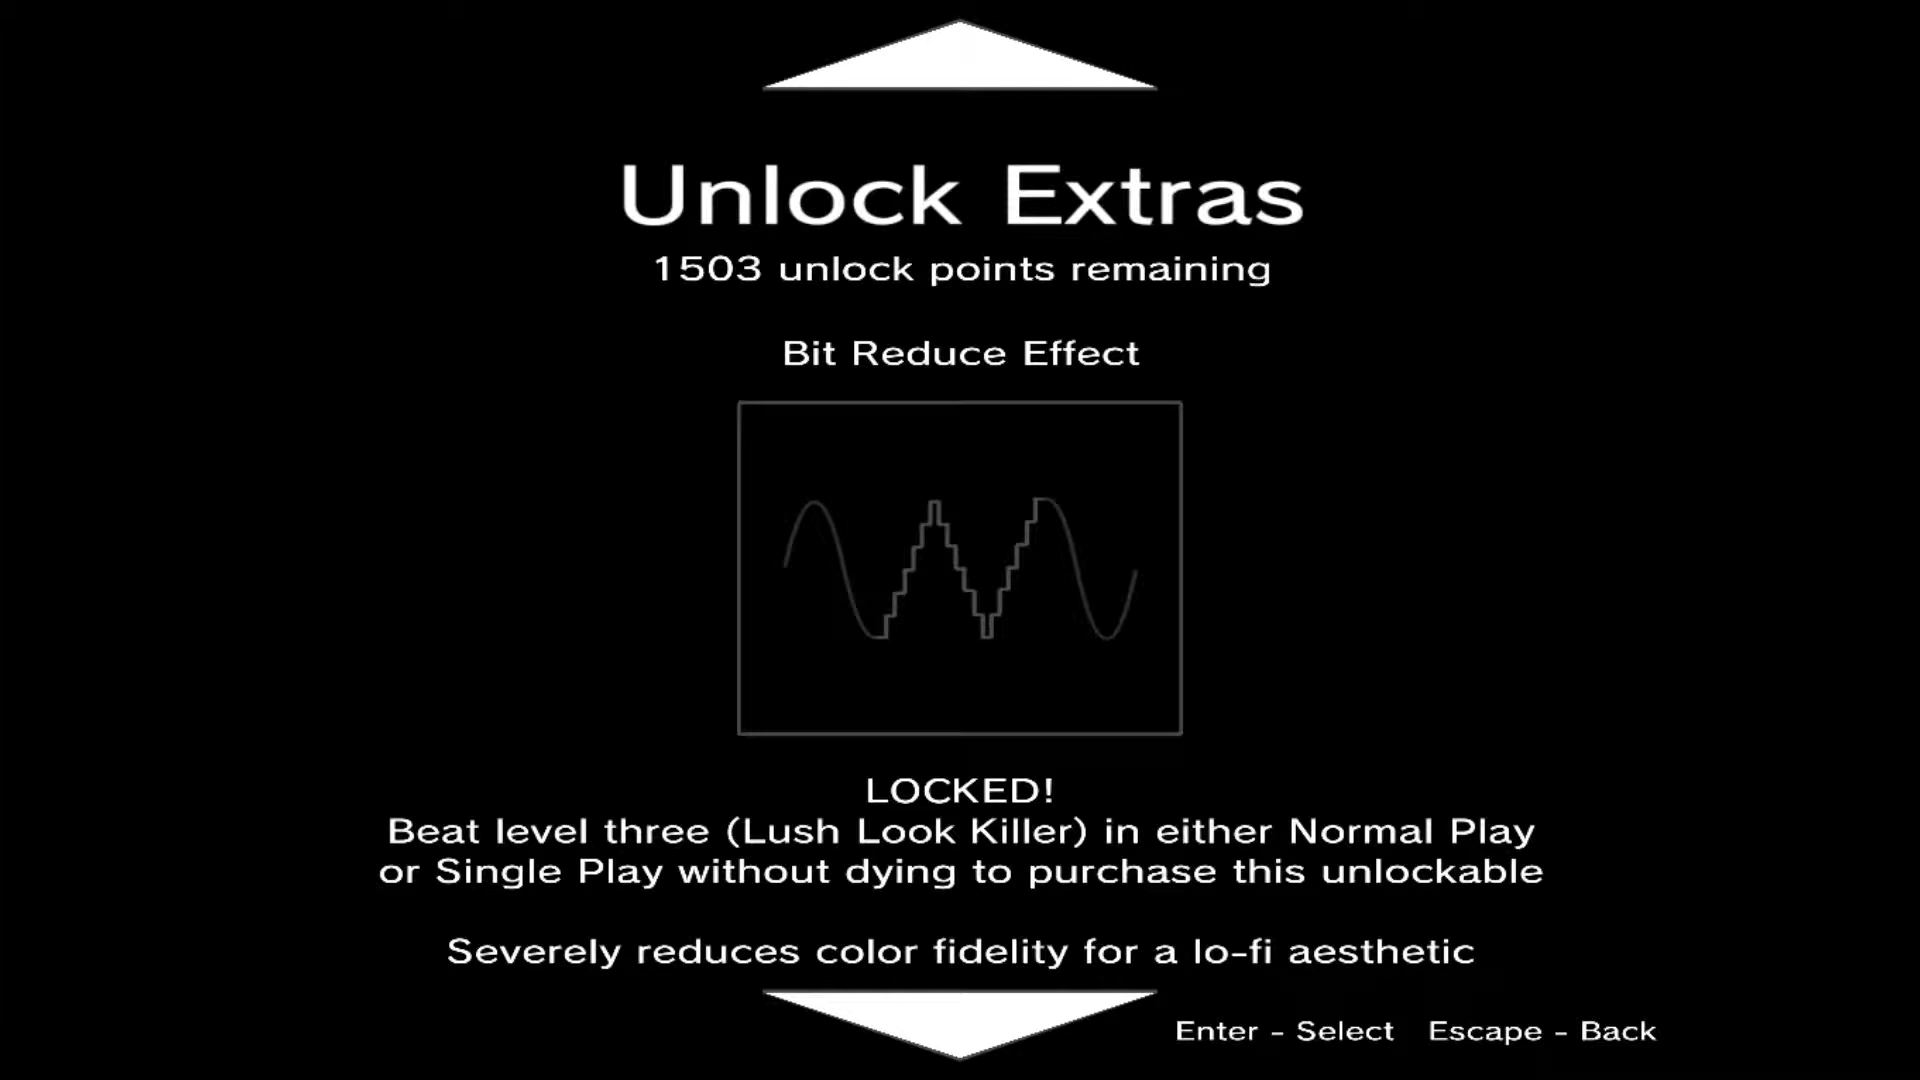 Unlock Extras
1503 unlock points remaining
Bit Reduce Effect
LOCKED!
Beat level three (Lush Look Killer) in either Normal Play
or Single Play without dying to purchase this unlockable
Severely reduces color fidelity for a lo-fi aesthetic
Enter - Select   Escape - Back